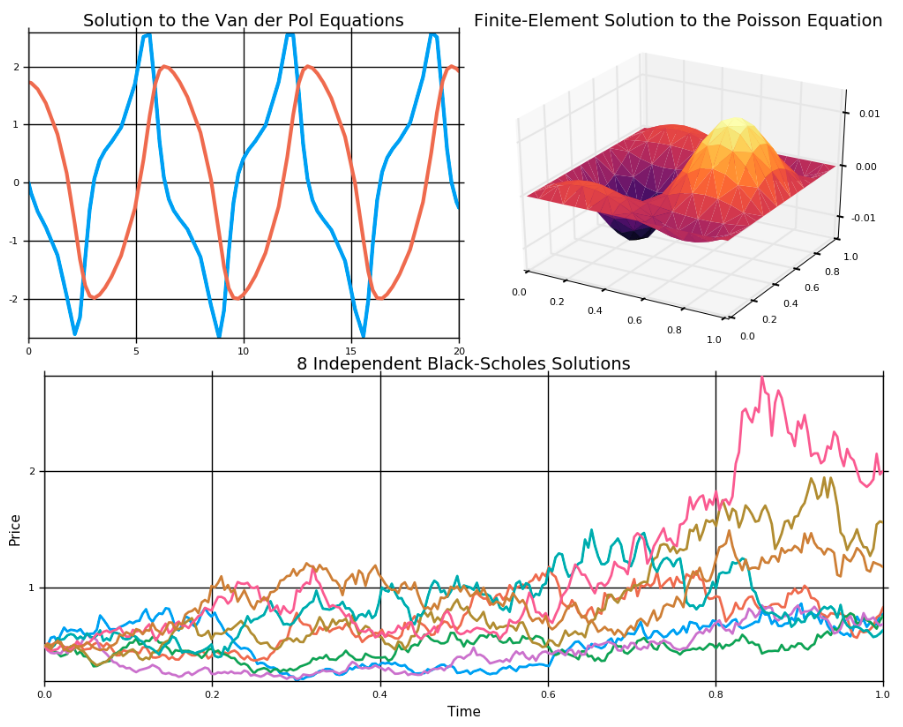 Solution to the Van der Pol Equations
2
1
0
-1
-2
0 5 10 15 20
Finite-Element Solution to the Poisson Equation
0.01
0.00
-0.01
0.0 0.2 0.4 0.6 0.8 1.0
0.0 0.2 0.4 0.6 0.8 1.0
8 Independent Black-Scholes Solutions
Price
2
1
0.0 0.2 0.4 0.6 0.8 1.0
Time